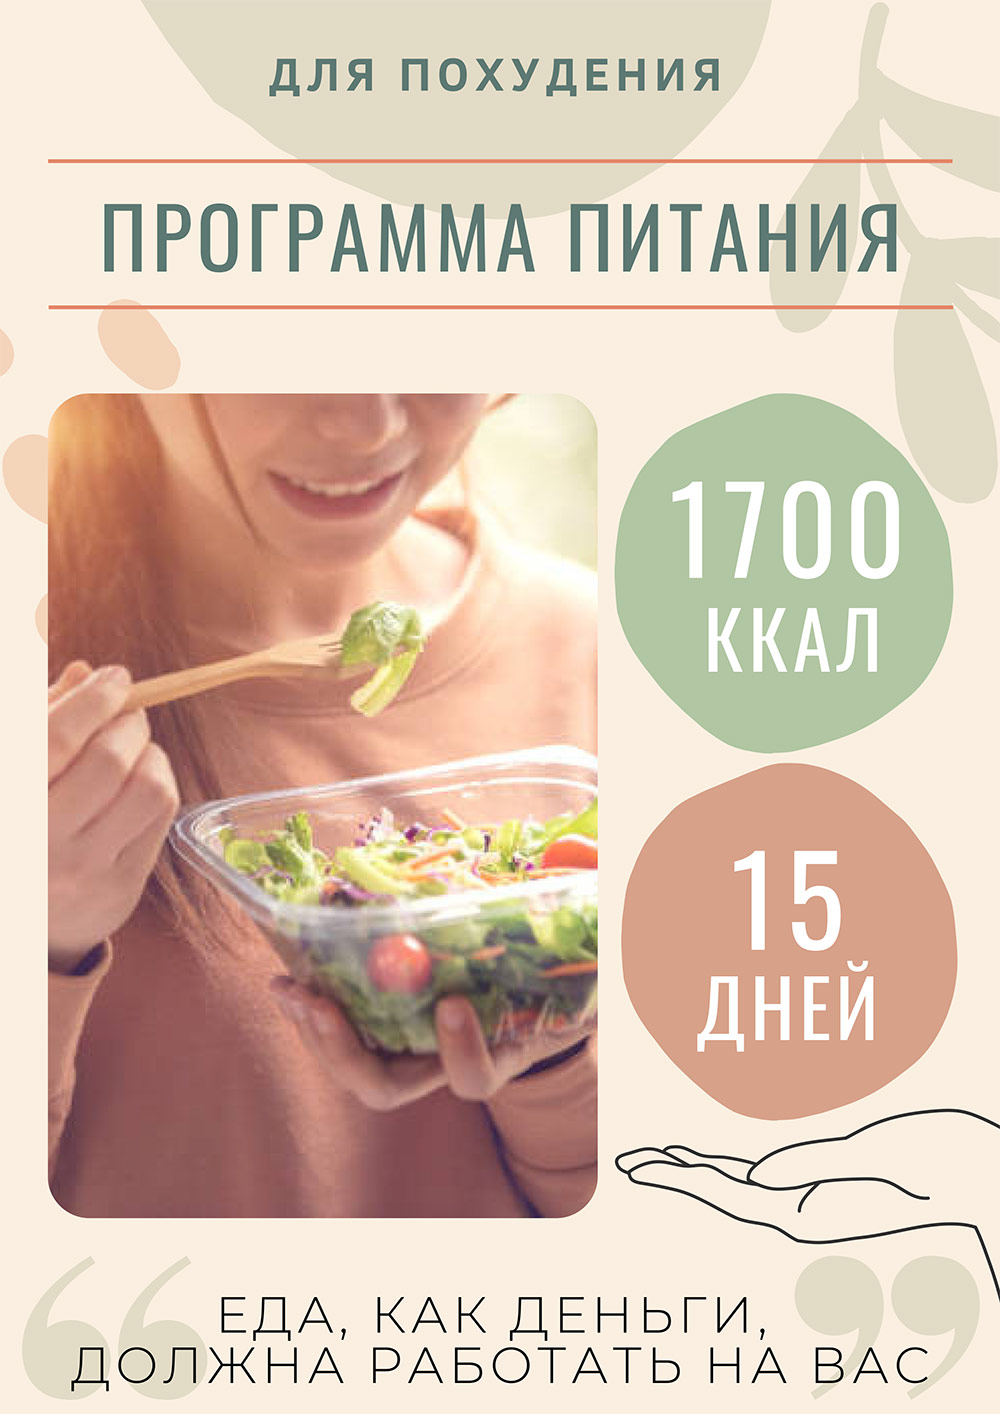 ДЛЯ ПОХУДЕНИЯ
ПРОГРАММА ПИТАНИЯ
1700
ККАЛ
15
ДНЕЙ
ЕДА, КАК ДЕНЬГИ,
ДОЛЖНА РАБОТАТЬ НА ВАС